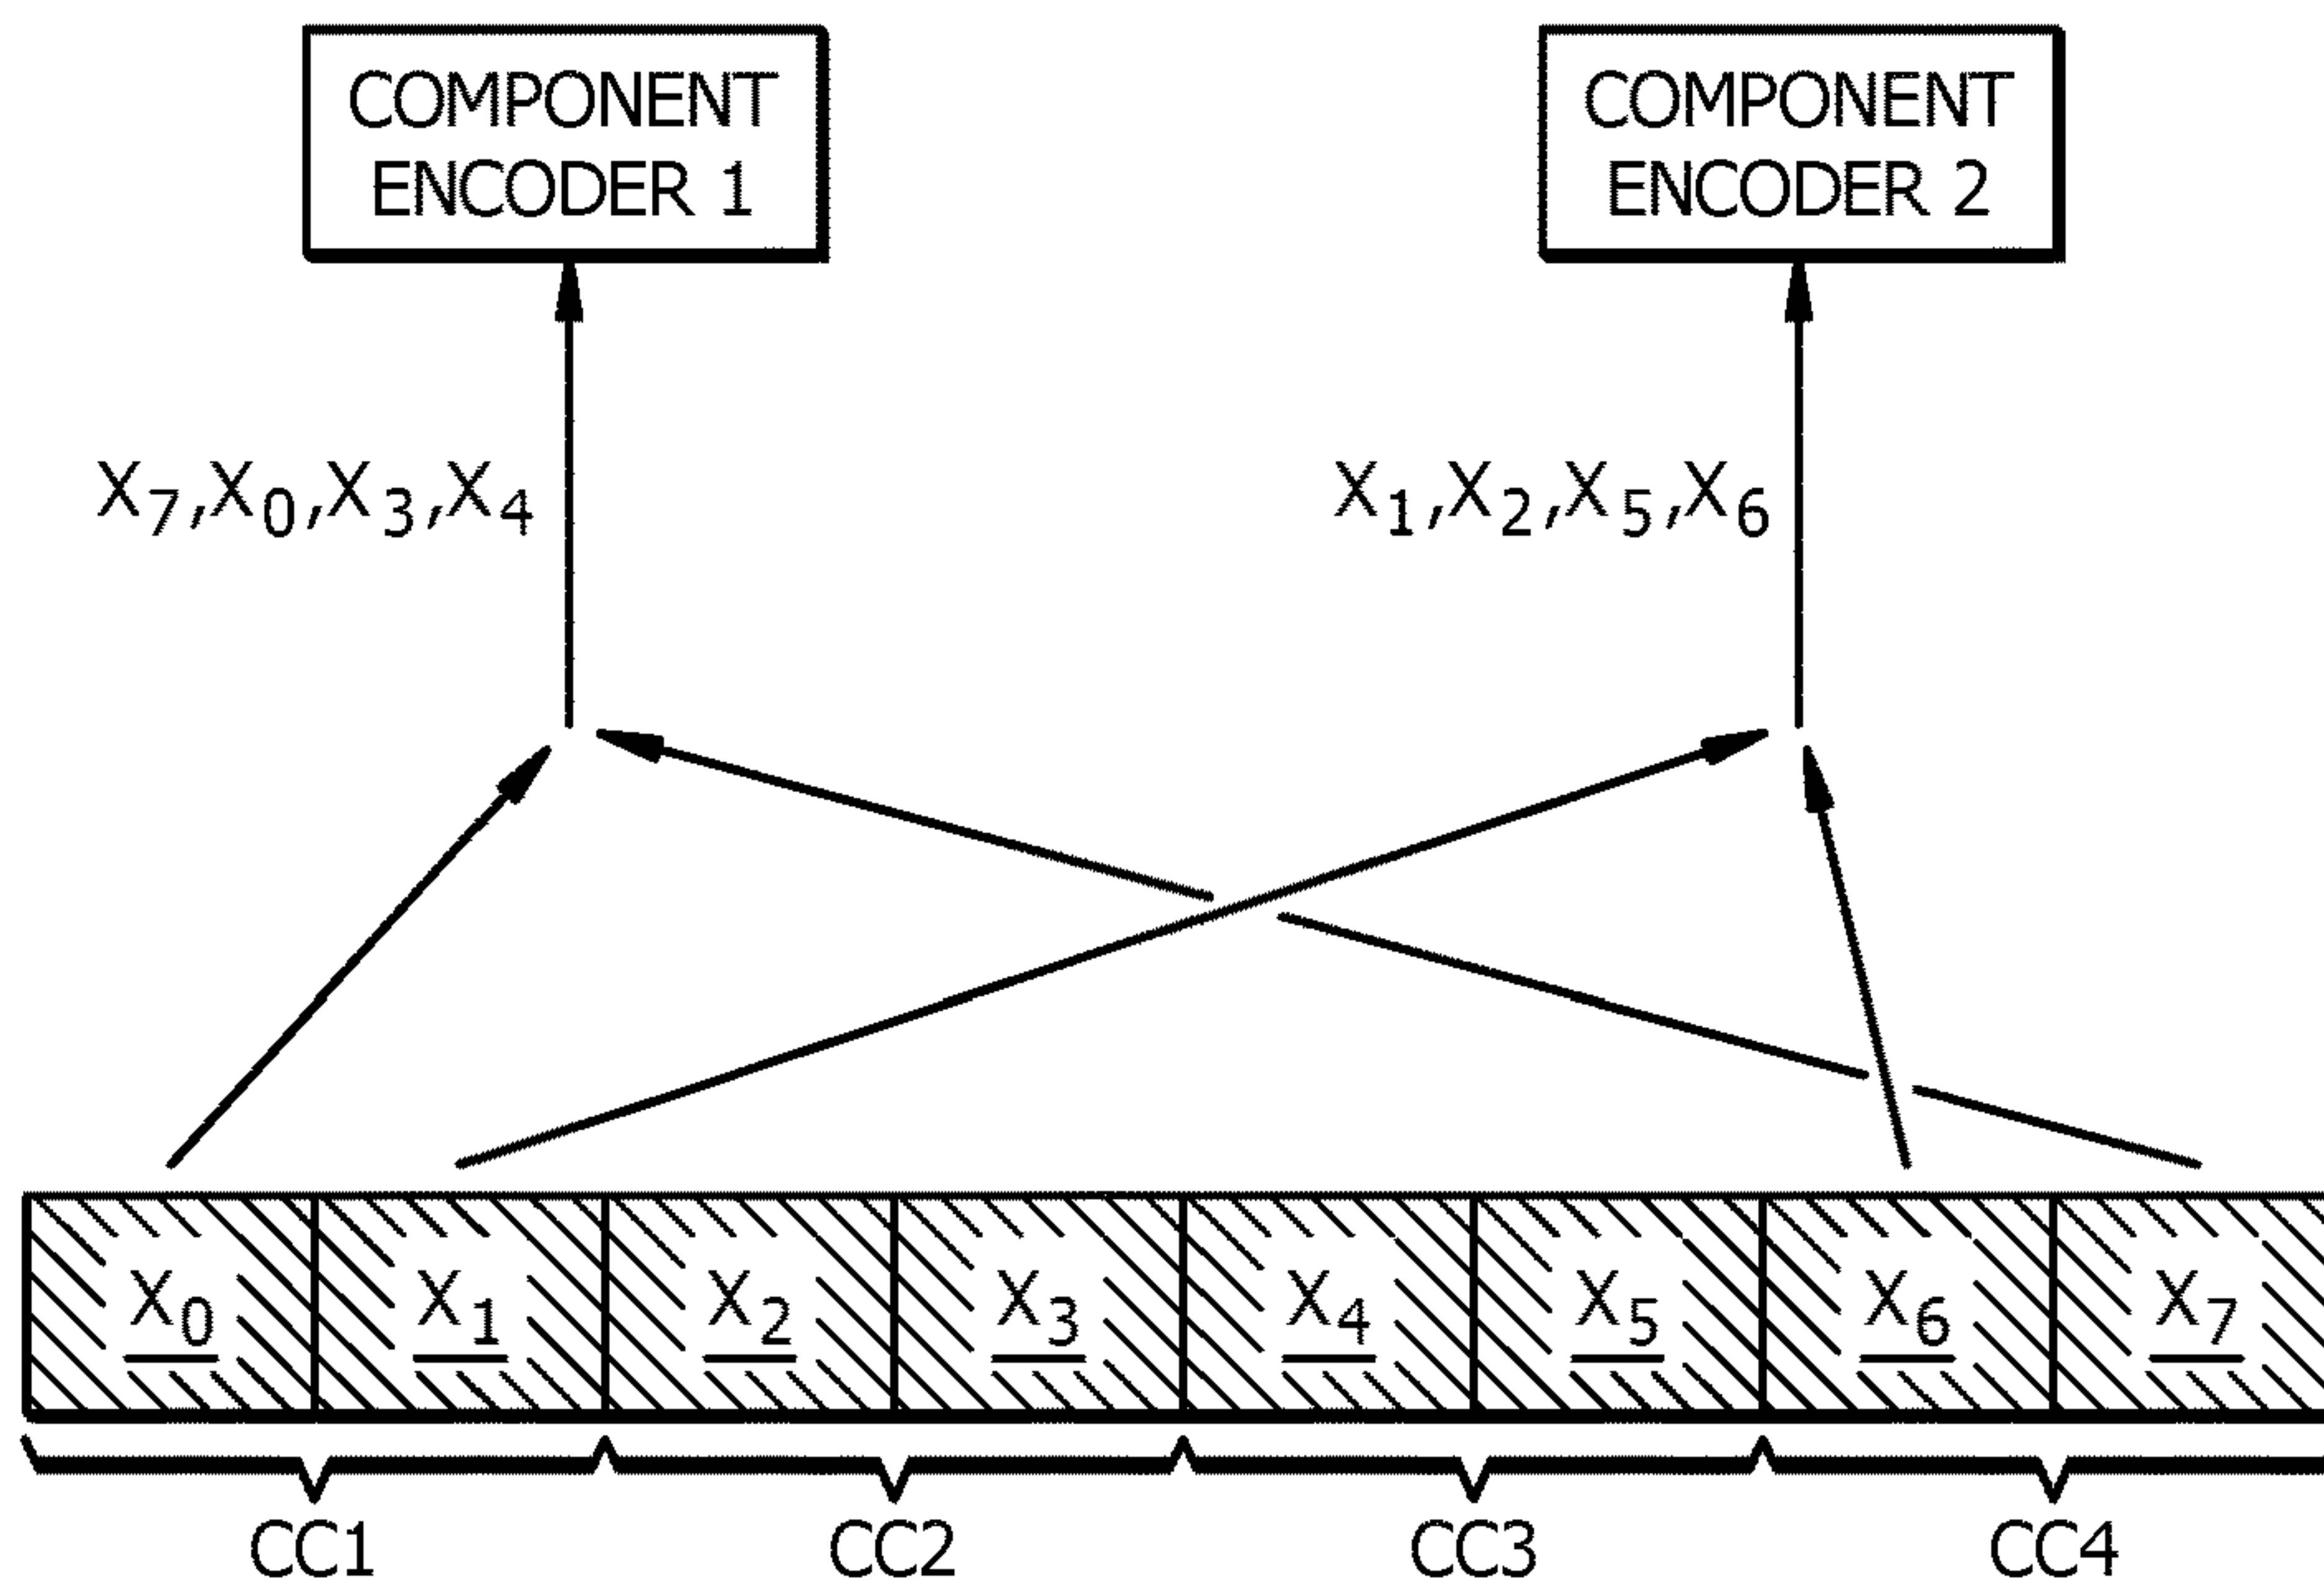 COMPONENT
ENCODER 1
COMPONENT
ENCODER 2
X₇,X₀,X₃,X₄
X₁,X₂,X₅,X₆
X₀ X₁ X₂ X₃ X₄ X₅ X₆ X₇
CC1 CC2 CC3 CC4